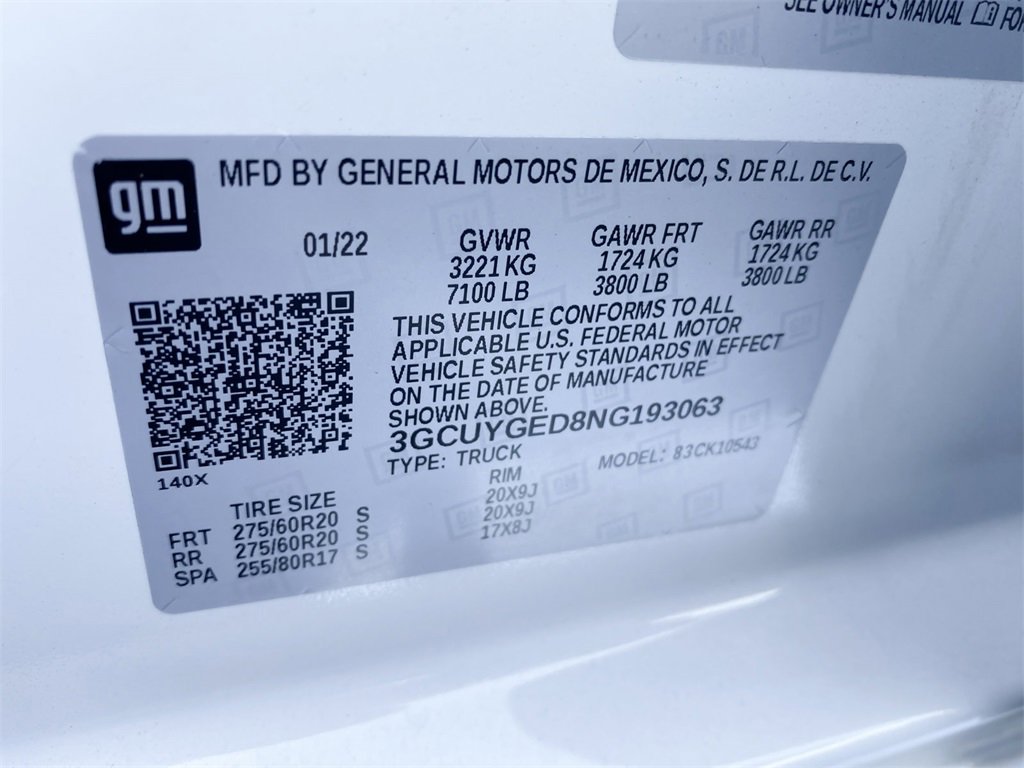 SEE OWNER'S MANUAL FOR
gm
MFD BY GENERAL MOTORS DE MEXICO, S. DE R.L. DE C.V.
01/22 GVWR GAWR FRT GAWR RR
3221 KG 1724 KG 1724 KG
7100 LB 3800 LB 3800 LB
THIS VEHICLE CONFORMS TO ALL
APPLICABLE U.S. FEDERAL MOTOR
VEHICLE SAFETY STANDARDS IN EFFECT
ON THE DATE OF MANUFACTURE
SHOWN ABOVE.
3GCUYGED8NG193063
TYPE: TRUCK MODEL: 83CK10543
140X
TIRE SIZE RIM
FRT 275/60R20 S 20X9J
RR 275/60R20 S 20X9J
SPA 255/80R17 S 17X8J